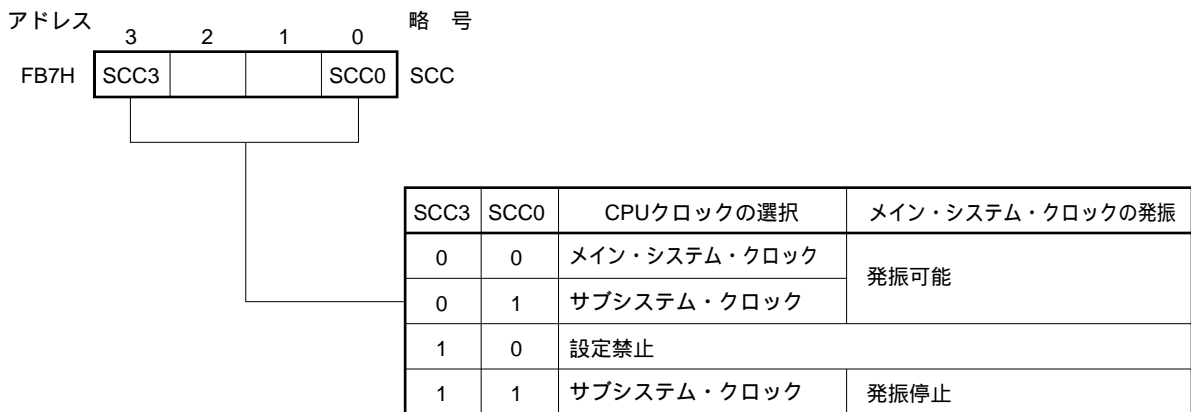 アドレス 略 号
3 2 1 0
FB7H SCC3 SCC0 SCC
SCC3 SCC0 CPUクロックの選択 メイン・システム・クロックの発振
0 0 メイン・システム・クロック 発振可能
0 1 サブシステム・クロック
1 0 設定禁止
1 1 サブシステム・クロック 発振停止